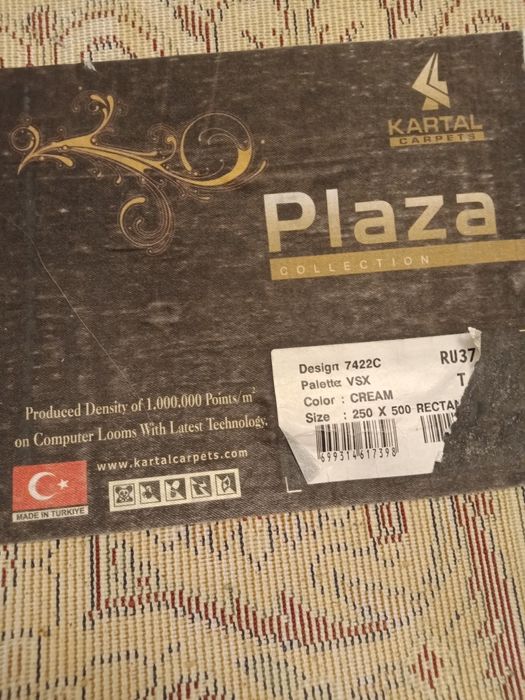 KARTAL
CARPETS
Plaza
COLLECTION
Design 7422C RU37
Palette VSX T
Color : CREAM
Size : 250 X 500
699314617398
Produced Density of 1.000.000 Points/m²
on Computer Looms With Latest Technology.
www.kartalcarpets.com
MADE IN TURKIYE